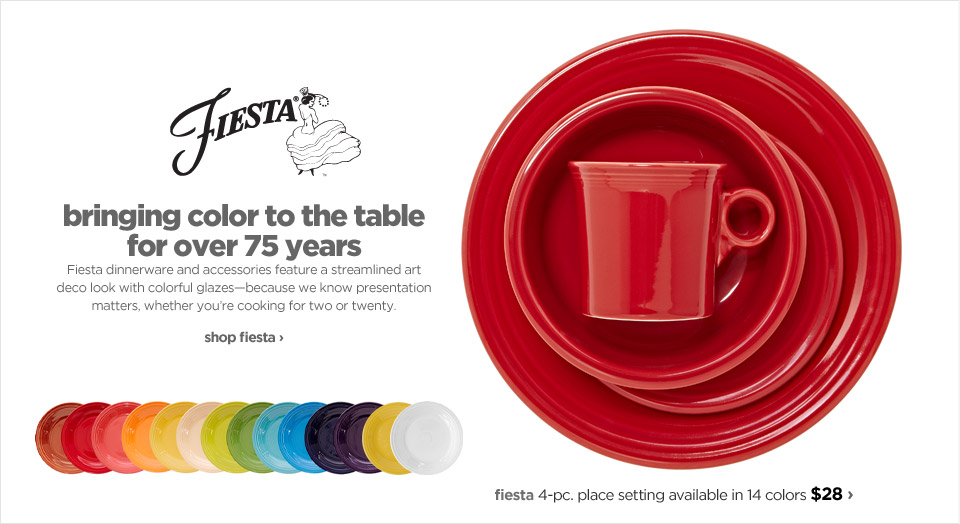 FIESTA®
™
bringing color to the table
for over 75 years
Fiesta dinnerware and accessories feature a streamlined art
deco look with colorful glazes—because we know presentation
matters, whether you're cooking for two or twenty.
shop fiesta ›
fiesta 4-pc. place setting available in 14 colors $28 ›